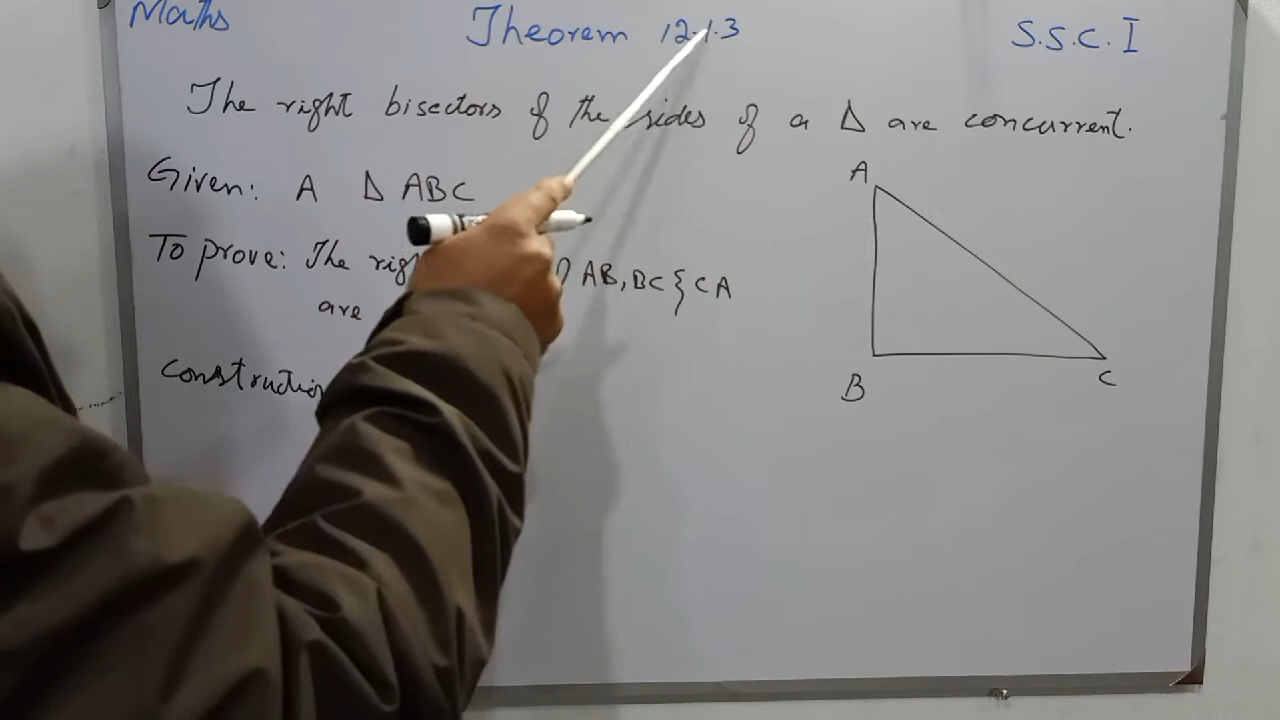 Maths Theorem 12.1.3 S.S.C. I
The right bisectors of the sides of a Δ are concurrent.
Given: A Δ ABC
To prove: The AB, BC & CA
are
Construction
A
B
C